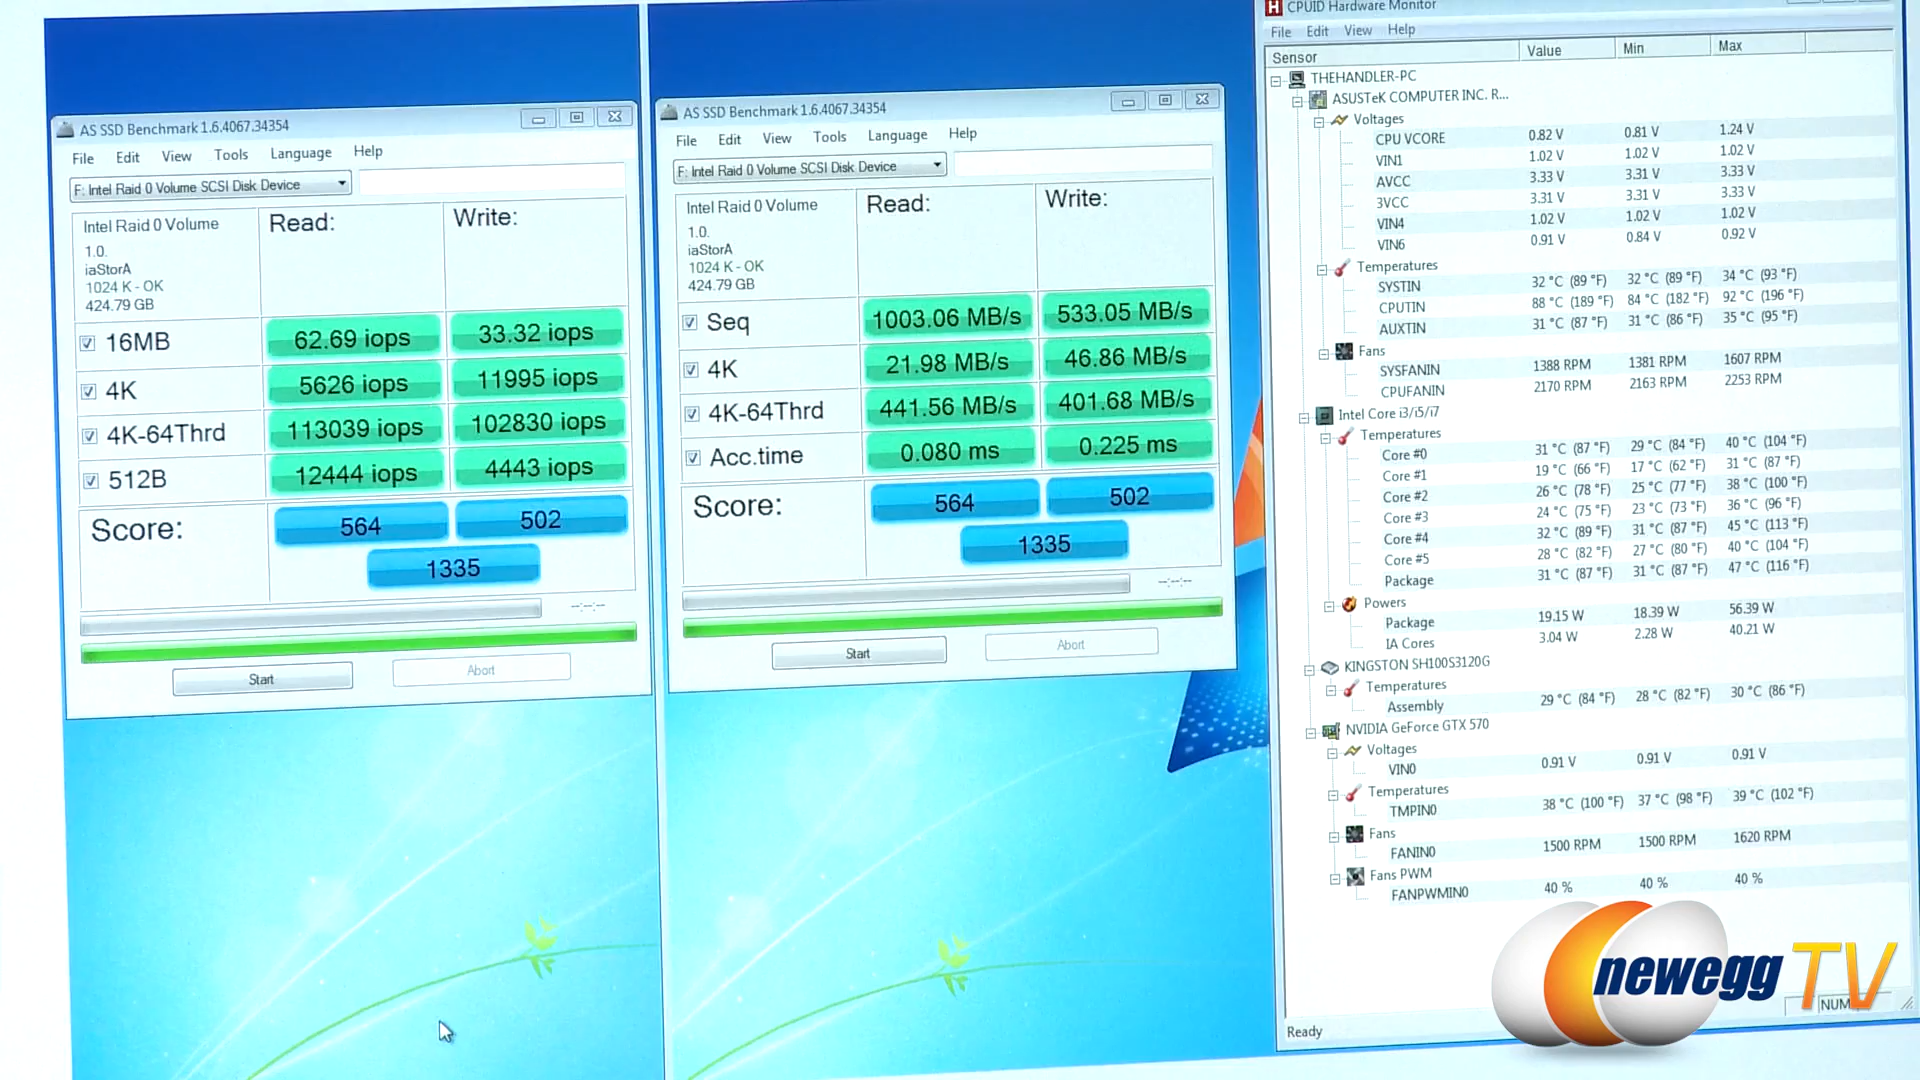 AS SSD Benchmark 1.6.4067.34354
File Edit View Tools Language Help
F: Intel Raid 0 Volume SCSI Disk Device
Intel Raid 0 Volume
1.0.
iaStorA
1024 K - OK
424.79 GB
Read: Write:
16MB 62.69 iops 33.32 iops
4K 5626 iops 11995 iops
4K-64Thrd 113039 iops 102830 iops
512B 12444 iops 4443 iops
Score: 564 502
1335
--:--:--
Start Abort
AS SSD Benchmark 1.6.4067.34354
File Edit View Tools Language Help
F: Intel Raid 0 Volume SCSI Disk Device
Intel Raid 0 Volume
1.0.
iaStorA
1024 K - OK
424.79 GB
Read: Write:
Seq 1003.06 MB/s 533.05 MB/s
4K 21.98 MB/s 46.86 MB/s
4K-64Thrd 441.56 MB/s 401.68 MB/s
Acc.time 0.080 ms 0.225 ms
Score: 564 502
1335
--:--:--
Start Abort
CPUID Hardware Monitor
File Edit View Help
Sensor Value Min Max
THEHANDLER-PC
ASUSTeK COMPUTER INC. R...
Voltages
CPU VCORE 0.82 V 0.81 V 1.24 V
VIN1 1.02 V 1.02 V 1.02 V
AVCC 3.33 V 3.31 V 3.33 V
3VCC 3.31 V 3.31 V 3.33 V
VIN4 1.02 V 1.02 V 1.02 V
VIN6 0.91 V 0.84 V 0.92 V
Temperatures
SYSTIN 32 °C (89 °F) 32 °C (89 °F) 34 °C (93 °F)
CPUTIN 88 °C (189 °F) 84 °C (182 °F) 92 °C (196 °F)
AUXTIN 31 °C (87 °F) 31 °C (86 °F) 35 °C (95 °F)
Fans
SYSFANIN 1388 RPM 1381 RPM 1607 RPM
CPUFANIN 2170 RPM 2163 RPM 2253 RPM
Intel Core i3/i5/i7
Temperatures
Core #0 31 °C (87 °F) 29 °C (84 °F) 40 °C (104 °F)
Core #1 19 °C (66 °F) 17 °C (62 °F) 31 °C (87 °F)
Core #2 26 °C (78 °F) 25 °C (77 °F) 38 °C (100 °F)
Core #3 24 °C (75 °F) 23 °C (73 °F) 36 °C (96 °F)
Core #4 32 °C (89 °F) 31 °C (87 °F) 45 °C (113 °F)
Core #5 28 °C (82 °F) 27 °C (80 °F) 40 °C (104 °F)
Package 31 °C (87 °F) 31 °C (87 °F) 47 °C (116 °F)
Powers
Package 19.15 W 18.39 W 56.39 W
IA Cores 3.04 W 2.28 W 40.21 W
KINGSTON SH100S3120G
Temperatures
Assembly 29 °C (84 °F) 28 °C (82 °F) 30 °C (86 °F)
NVIDIA GeForce GTX 570
Voltages
VIN0 0.91 V 0.91 V 0.91 V
Temperatures
TMPIN0 38 °C (100 °F) 37 °C (98 °F) 39 °C (102 °F)
Fans
FANIN0 1500 RPM 1500 RPM 1620 RPM
Fans PWM
FANPWMIN0 40 % 40 % 40 %
newegg TV
Ready NUM